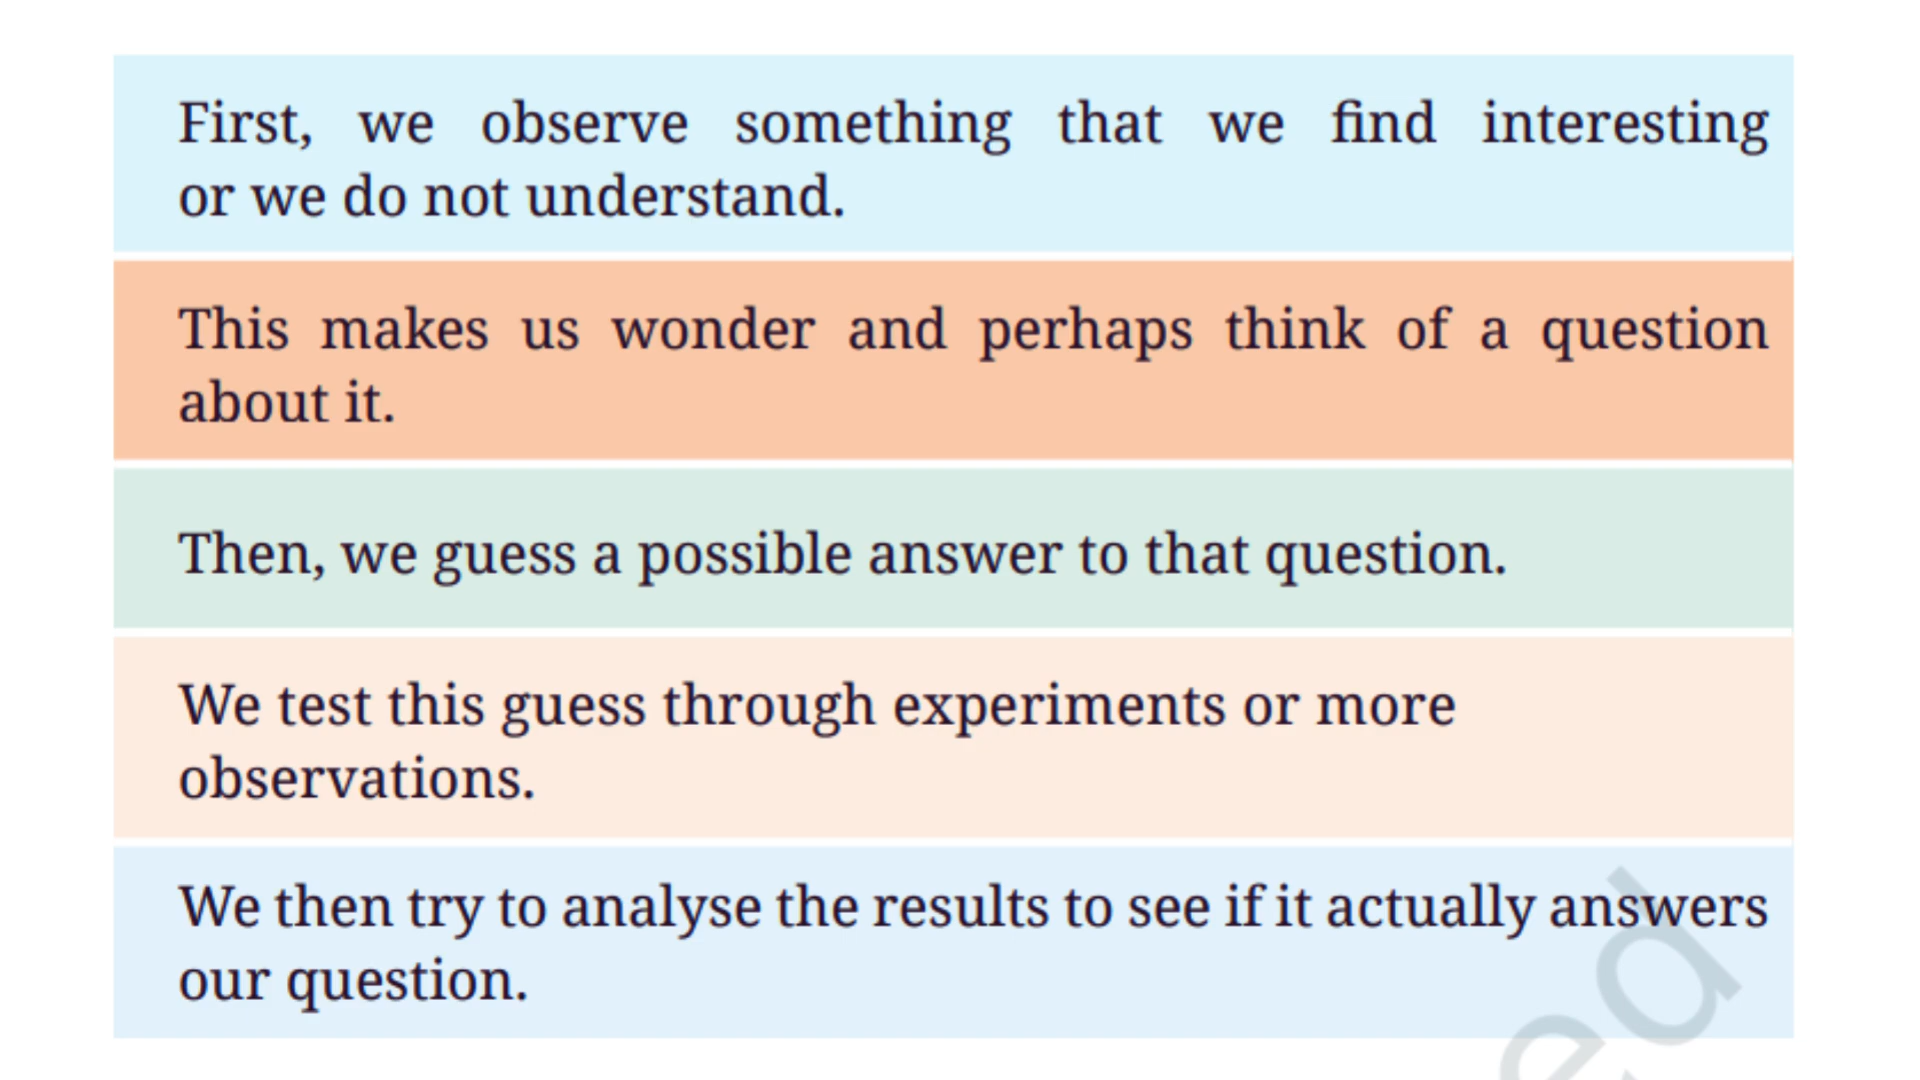 First, we observe something that we find interesting
or we do not understand.
This makes us wonder and perhaps think of a question
about it.
Then, we guess a possible answer to that question.
We test this guess through experiments or more
observations.
We then try to analyse the results to see if it actually answers
our question.